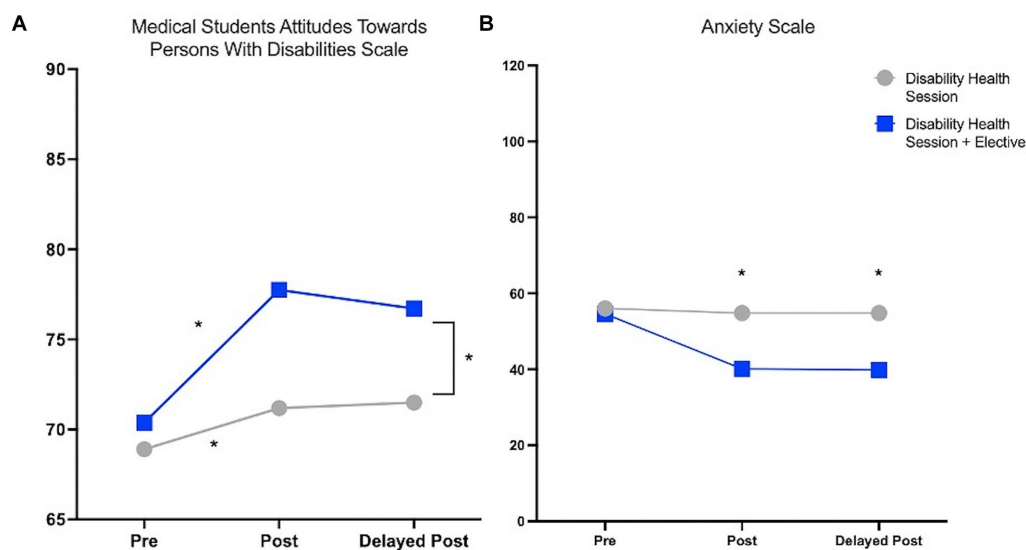 A
Medical Students Attitudes Towards
Persons With Disabilities Scale
90
85
80
75
70
65
*
*
*
Pre Post Delayed Post
B
Anxiety Scale
120
100
80
60
40
20
0
* *
Pre Post Delayed Post
Disability Health
Session
Disability Health
Session + Elective